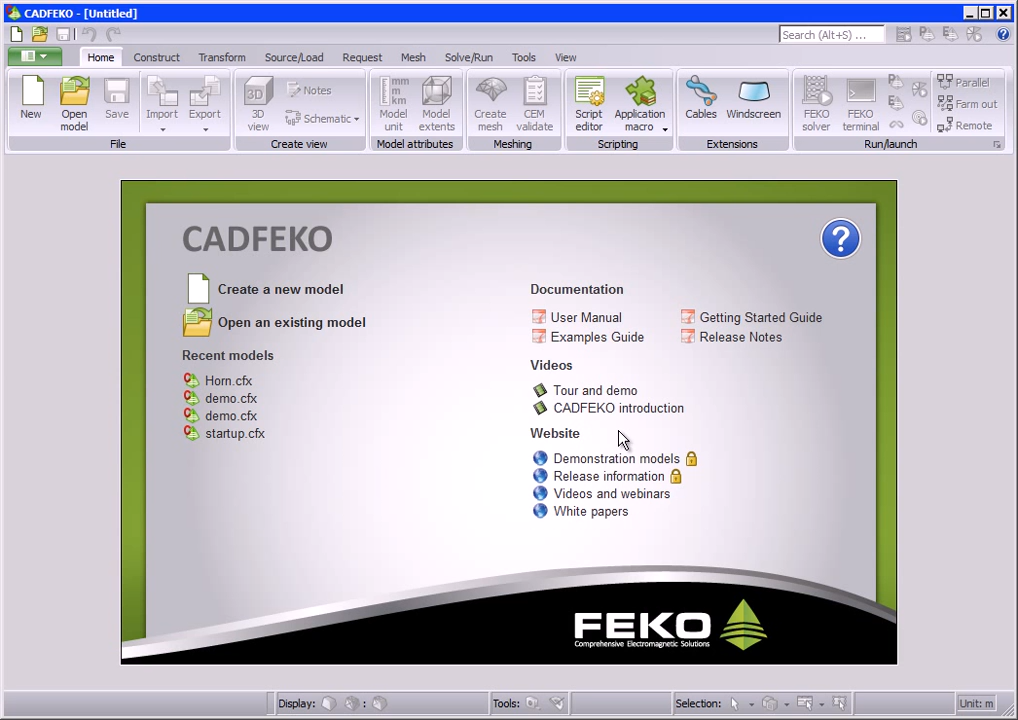 CADFEKO - [Untitled]
Search (Alt+S) ...
Home Construct Transform Source/Load Request Mesh Solve/Run Tools View
New Open model Save Import Export
3D view Notes Schematic
Model unit Model extents
Create mesh CEM validate
Script editor Application macro
Cables Windscreen
FEKO solver FEKO terminal Parallel Farm out Remote
File Create view Model attributes Meshing Scripting Extensions Run/launch
CADFEKO
Create a new model
Open an existing model
Recent models
Horn.cfx
demo.cfx
demo.cfx
startup.cfx
Documentation
User Manual Getting Started Guide
Examples Guide Release Notes
Videos
Tour and demo
CADFEKO introduction
Website
Demonstration models
Release information
Videos and webinars
White papers
FEKO
Comprehensive Electromagnetic Solutions
Display: Tools: Selection: Unit: m